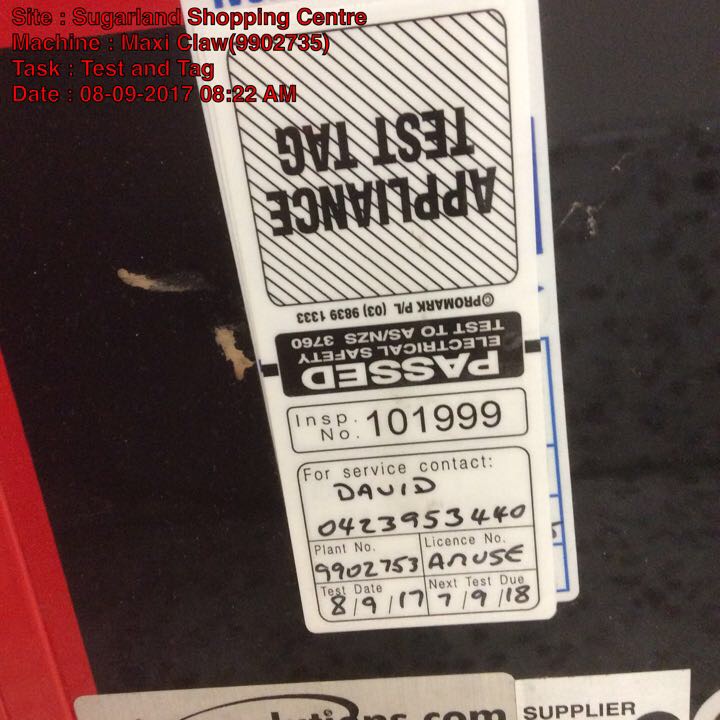 Site : Sugarland Shopping Centre
Machine : Maxi Claw(9902735)
Task : Test and Tag
Date : 08-09-2017 08:22 AM
APPLIANCE
TEST TAG
©PROMARK P/L (03) 9839 1333
PASSED
ELECTRICAL SAFETY
TEST TO AS/NZS 3760
Insp. No. 101999
For service contact:
DAVID
0423953440
Plant No. Licence No.
9902753 AMUSE
Test Date Next Test Due
8/9/17 7/9/18
SUPPLIER